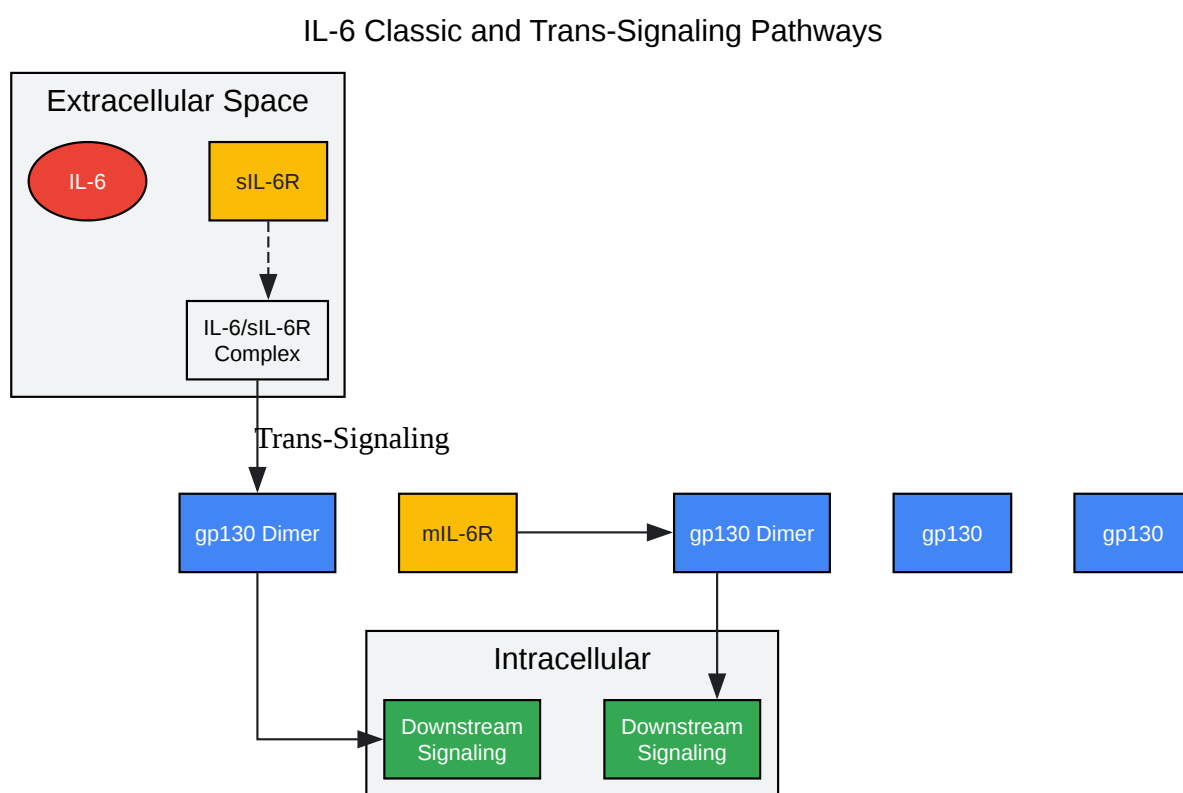 IL-6 Classic and Trans-Signaling Pathways
Extracellular Space
IL-6
sIL-6R
IL-6/sIL-6R
Complex
Trans-Signaling
gp130 Dimer
mIL-6R
gp130 Dimer
gp130
gp130
Intracellular
Downstream
Signaling
Downstream
Signaling